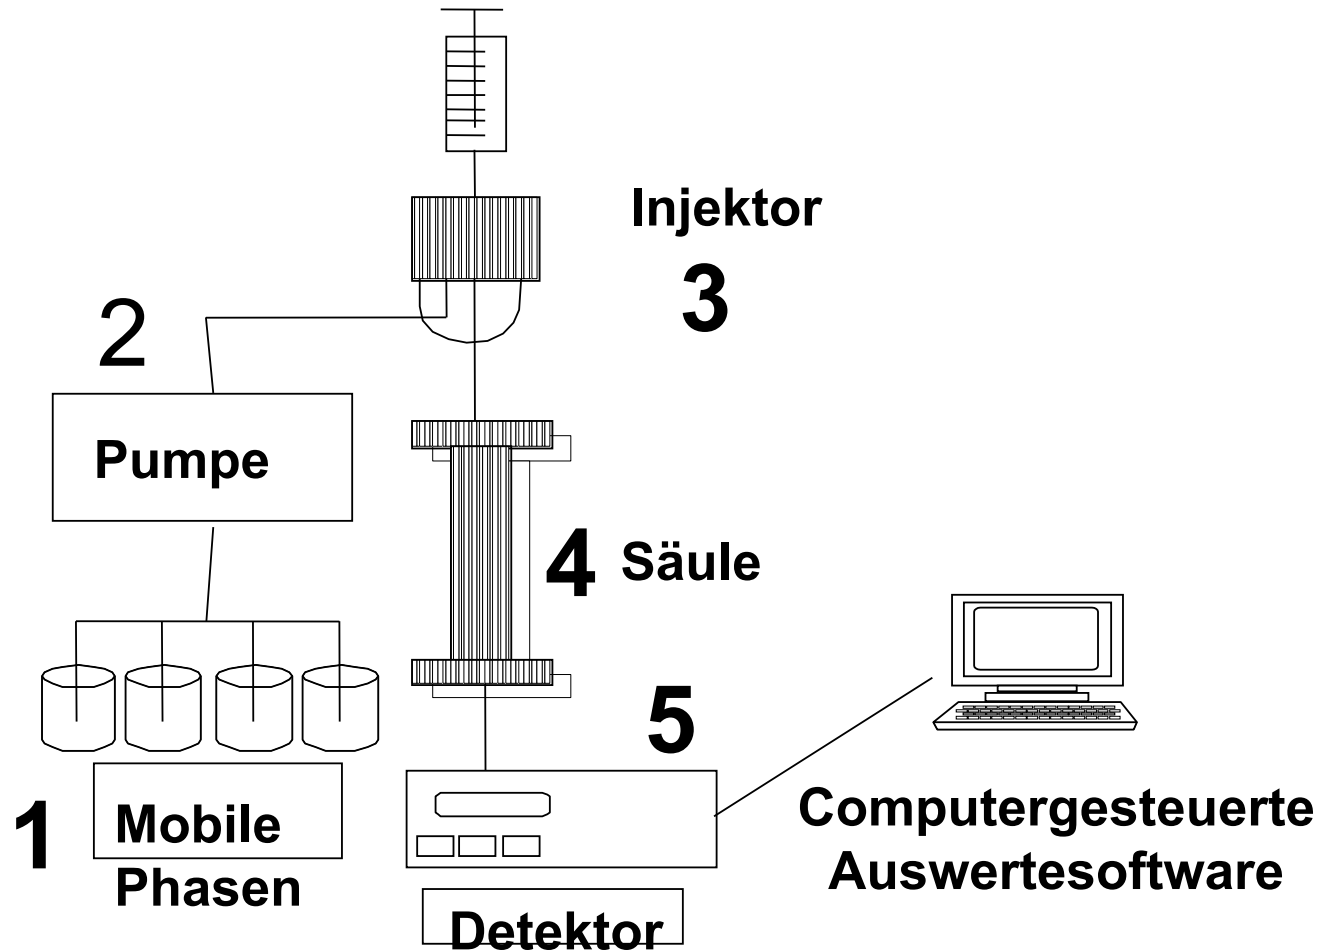 Injektor
3
2
Pumpe
4 Säule
5
1
Mobile
Phasen
Detektor
Computergesteuerte
Auswertesoftware